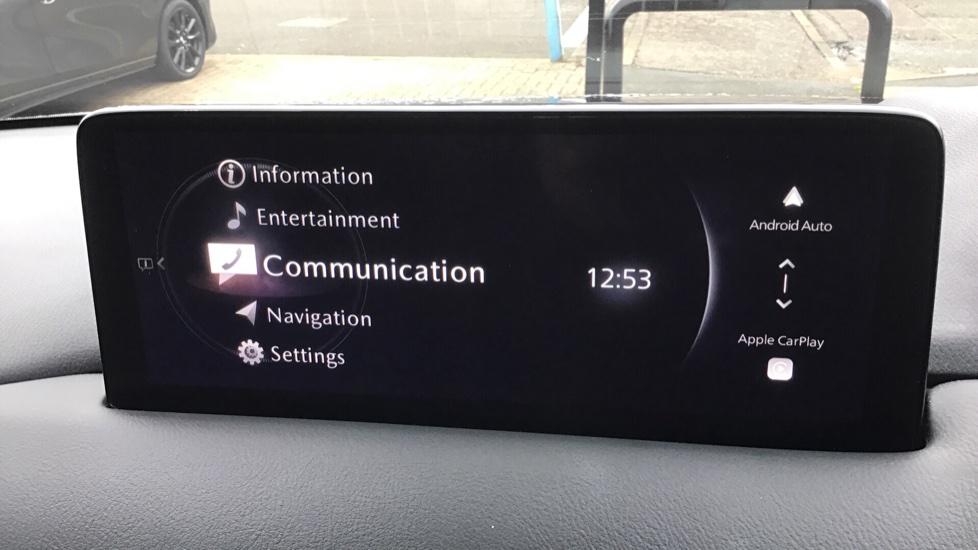 Information
Entertainment
Communication
Navigation
Settings
12:53
Android Auto
Apple CarPlay